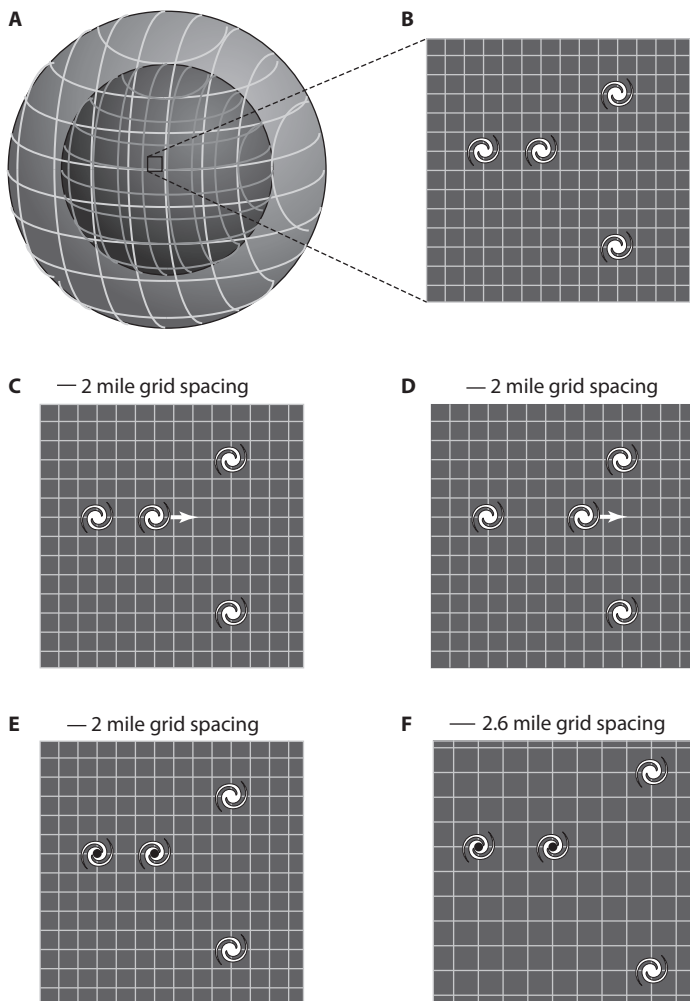 A
B
C — 2 mile grid spacing
D — 2 mile grid spacing
E — 2 mile grid spacing
F — 2.6 mile grid spacing